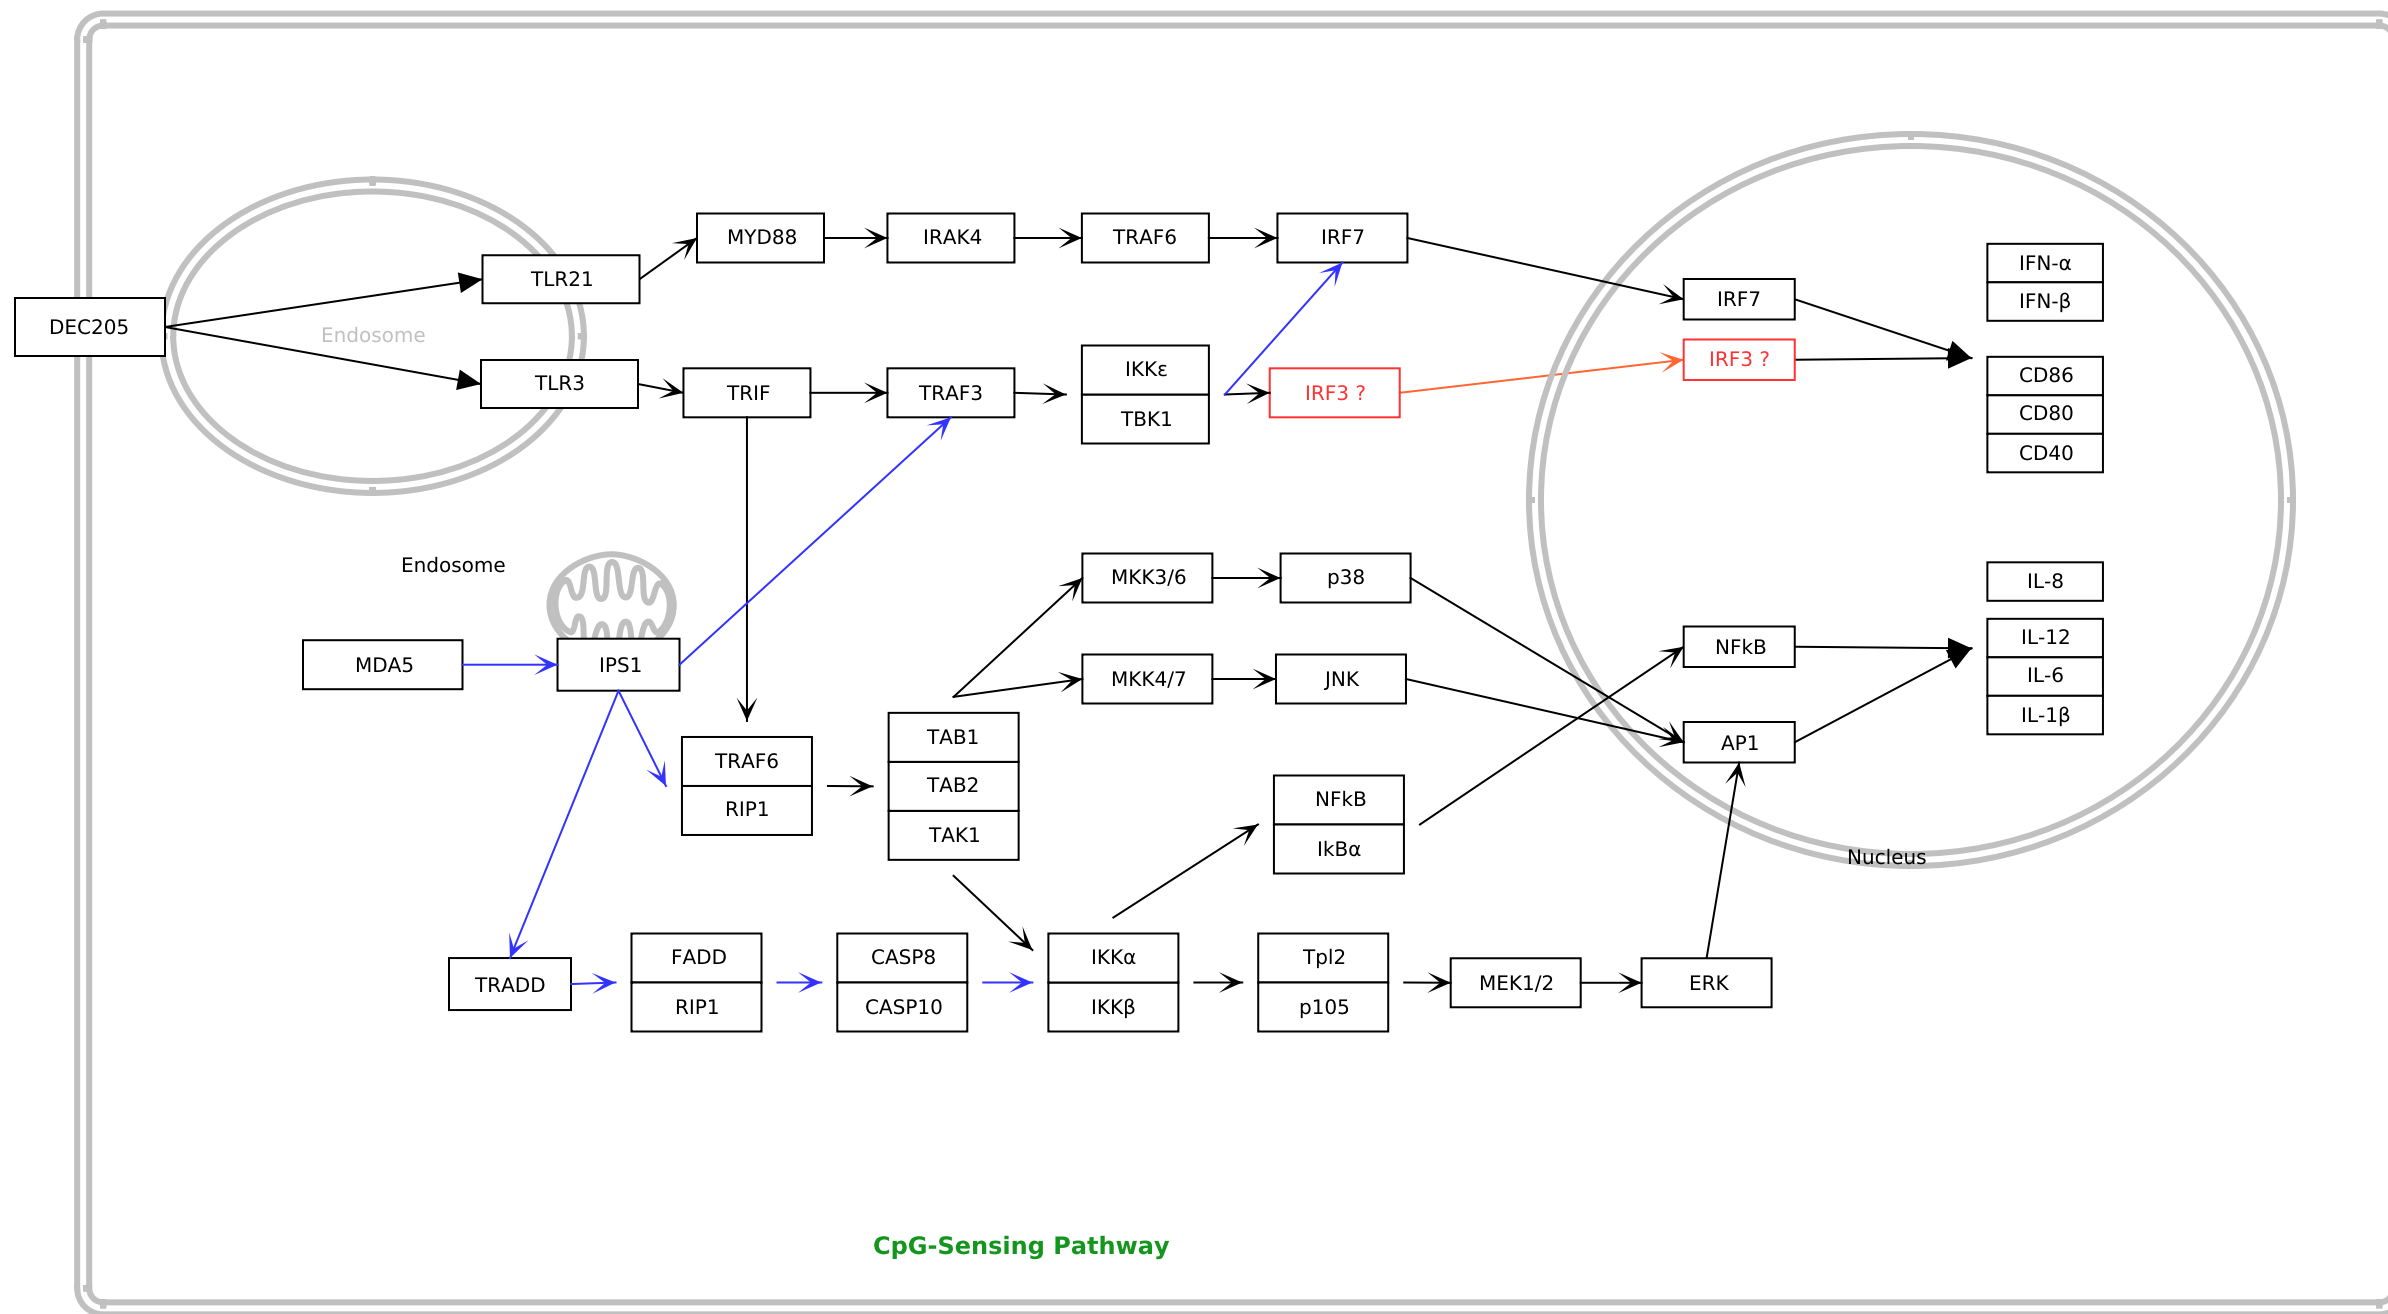 MYD88
IRAK4
TRAF6
IRF7
IFN-α
TLR21
IFN-β
IRF7
DEC205
Endosome
IRF3 ?
IKKε
CD86
TLR3
TRIF
TRAF3
IRF3 ?
TBK1
CD80
CD40
Endosome
MKK3/6
p38
IL-8
MDA5
IPS1
MKK4/7
JNK
NFkB
IL-12
IL-6
IL-1β
TAB1
AP1
TRAF6
TAB2
RIP1
NFkB
TAK1
IkBα
Nucleus
FADD
CASP8
IKKα
Tpl2
TRADD
MEK1/2
ERK
RIP1
CASP10
IKKβ
p105
CpG-Sensing Pathway